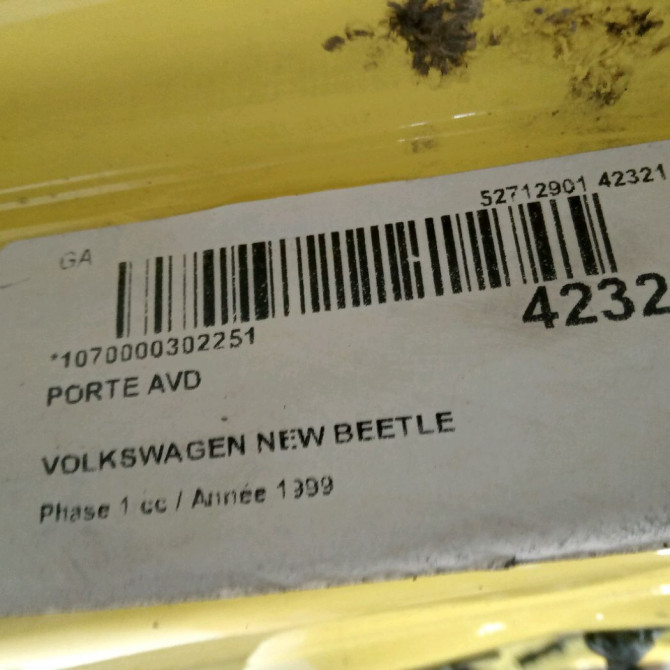 52712901 42321
GA
4232
*1070000302251
PORTE AVD
VOLKSWAGEN NEW BEETLE
Phase 1 cc / Année 1999